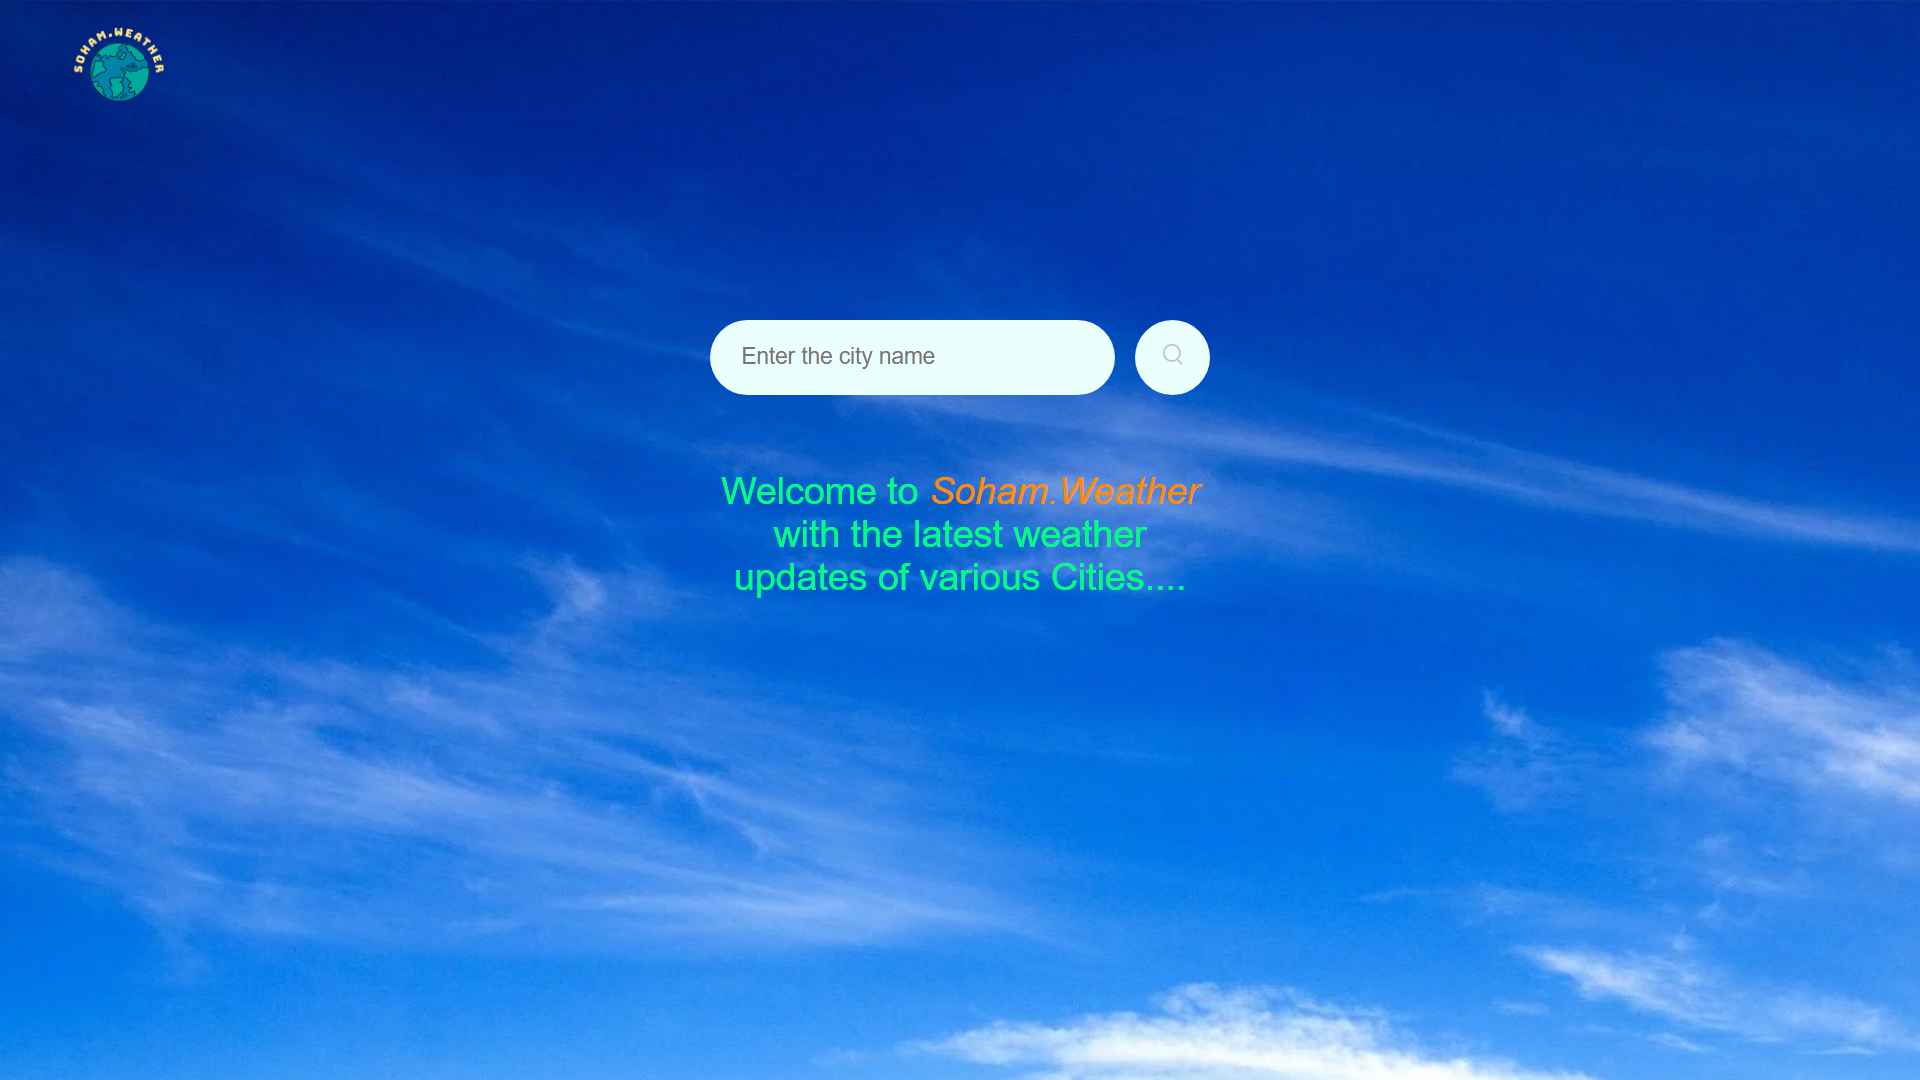 SOHAM.WEATHER
Enter the city name
Welcome to Soham.Weather
with the latest weather
updates of various Cities....